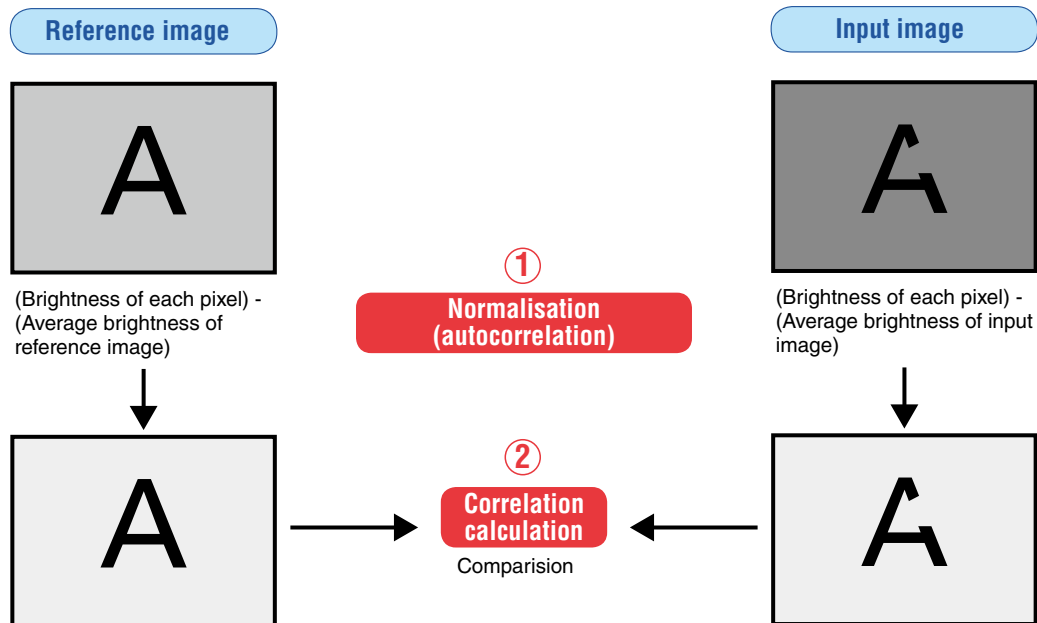 Reference image
Input image
A
A
(Brightness of each pixel) -
(Average brightness of
reference image)
1
Normalisation
(autocorrelation)
(Brightness of each pixel) -
(Average brightness of input
image)
A
2
Correlation
calculation
Comparision
A